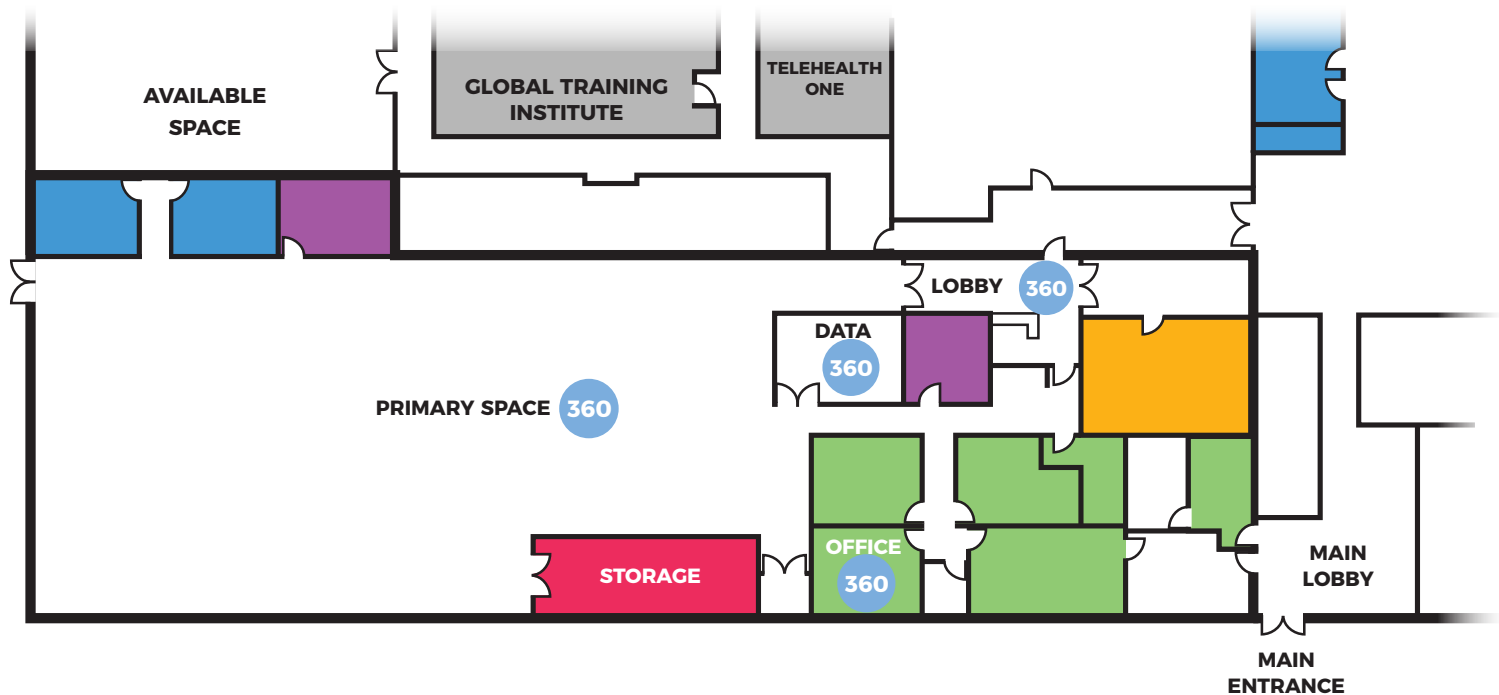 AVAILABLE
SPACE
GLOBAL TRAINING
INSTITUTE
TELEHEALTH
ONE
LOBBY
360
DATA
360
PRIMARY SPACE
360
OFFICE
360
STORAGE
MAIN
LOBBY
MAIN
ENTRANCE